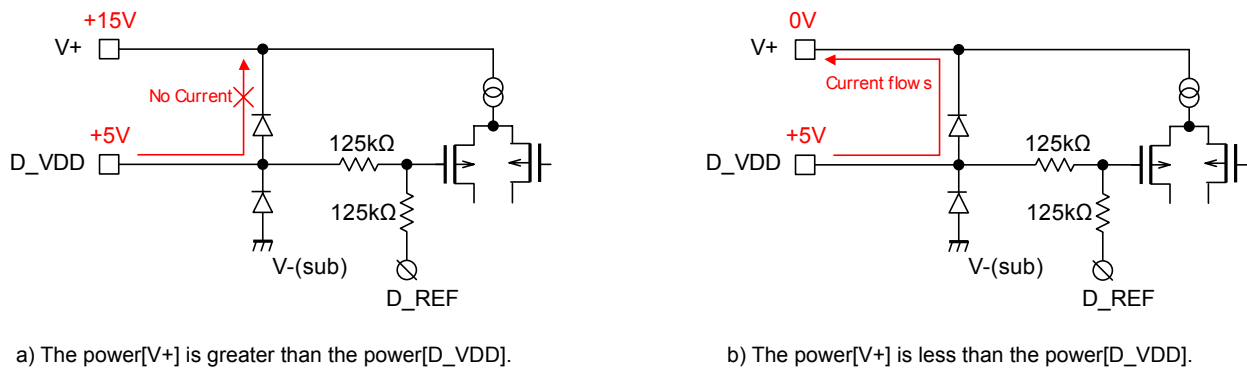 +15V
V+
No Current
+5V
D_VDD
125kΩ
125kΩ
V-(sub)
D_REF
a) The power[V+] is greater than the power[D_VDD].
0V
V+
Current flows
+5V
D_VDD
125kΩ
125kΩ
V-(sub)
D_REF
b) The power[V+] is less than the power[D_VDD].